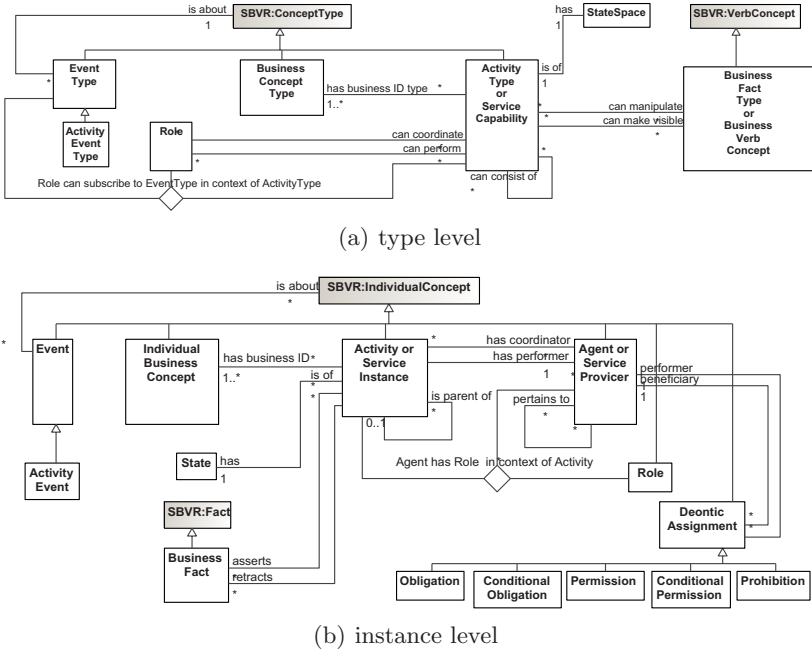 is about
1
SBVR:ConceptType
has
1
StateSpace
SBVR:VerbConcept
*
Event
Type
Business
Concept
Type
has business ID type
1..*
*
Activity
Type
or
Service
Capability
is of
1
*
*
can manipulate
can make visible
*
*
Business
Fact
Type
or
Business
Verb
Concept
Activity
Event
Type
Role
*
*
can coordinate
can perform
*
*
Role can subscribe to EventType in context of ActivityType
can consist of
*
*
(a) type level
is about
*
SBVR:IndividualConcept
*
Event
Individual
Business
Concept
has business ID
*
1..*
is of
*
*
Activity or
Service
Instance
*
has coordinator
has performer
*
1
Agent or
Service
Provicer
performer
beneficiary
1
1
is parent of
*
0..1
pertains to
*
*
*
Activity
Event
State
has
1
Agent has Role in context of Activity
*
Role
SBVR:Fact
Business
Fact
asserts
retracts
*
*
Deontic
Assignment
*
*
Obligation
Conditional
Obligation
Permission
Conditional
Permission
Prohibition
(b) instance level